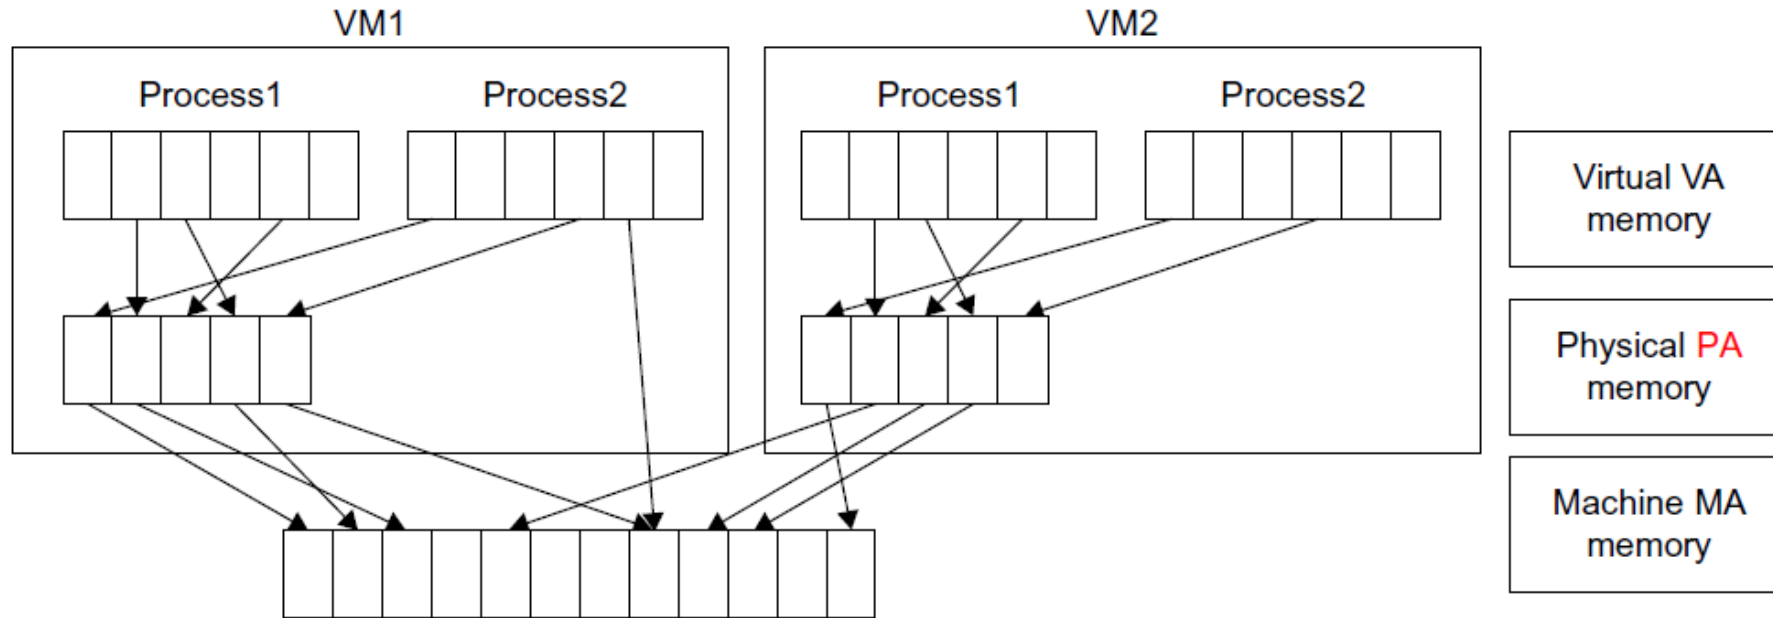 VM1
VM2
Process1
Process2
Process1
Process2
Virtual VA
memory
Physical PA
memory
Machine MA
memory